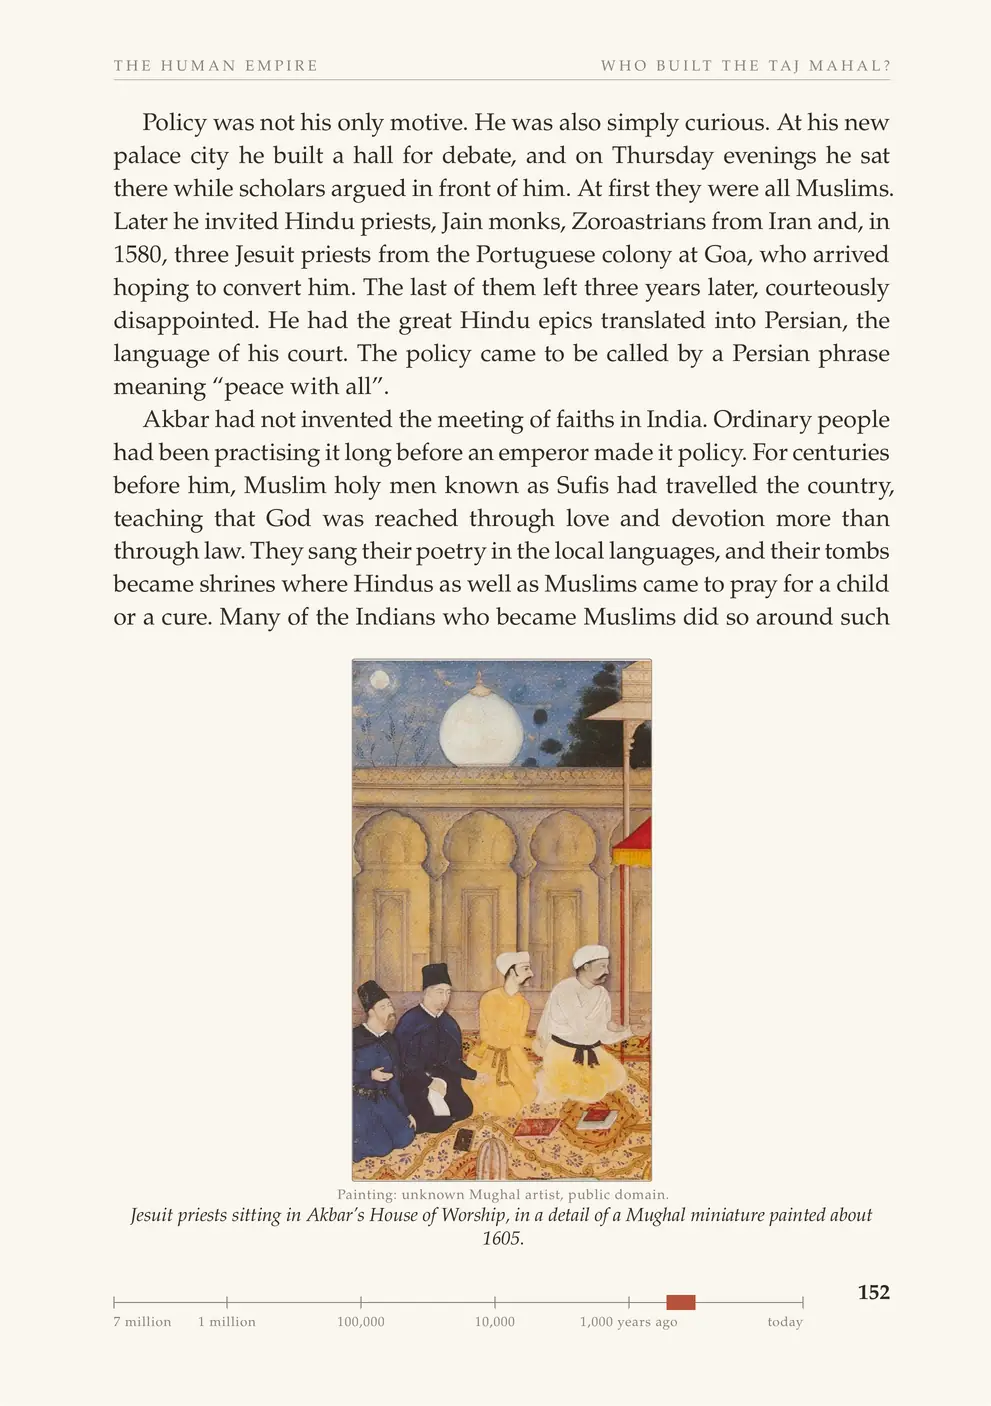 THE HUMAN EMPIRE
WHO BUILT THE TAJ MAHAL?
Policy was not his only motive. He was also simply curious. At his new
palace city he built a hall for debate, and on Thursday evenings he sat
there while scholars argued in front of him. At first they were all Muslims.
Later he invited Hindu priests, Jain monks, Zoroastrians from Iran and, in
1580, three Jesuit priests from the Portuguese colony at Goa, who arrived
hoping to convert him. The last of them left three years later, courteously
disappointed. He had the great Hindu epics translated into Persian, the
language of his court. The policy came to be called by a Persian phrase
meaning “peace with all”.
Akbar had not invented the meeting of faiths in India. Ordinary people
had been practising it long before an emperor made it policy. For centuries
before him, Muslim holy men known as Sufis had travelled the country,
teaching that God was reached through love and devotion more than
through law. They sang their poetry in the local languages, and their tombs
became shrines where Hindus as well as Muslims came to pray for a child
or a cure. Many of the Indians who became Muslims did so around such
Painting: unknown Mughal artist, public domain.
Jesuit priests sitting in Akbar’s House of Worship, in a detail of a Mughal miniature painted about
1605.
152
7 million
1 million
100,000
10,000
1,000 years ago
today